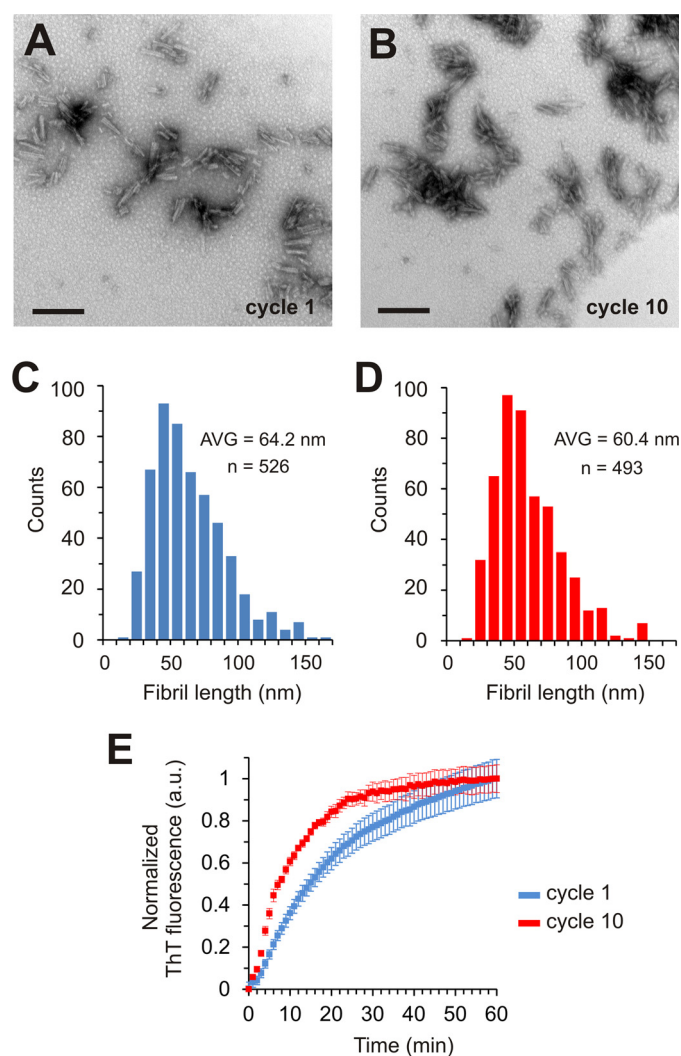 A
cycle 1
B
cycle 10
C
100
80
60
40
20
0
Counts
AVG = 64.2 nm
n = 526
0
50
100
150
Fibril length (nm)
D
100
80
60
40
20
0
Counts
AVG = 60.4 nm
n = 493
0
50
100
150
Fibril length (nm)
E
1
0.8
0.6
0.4
0.2
0
Normalized
ThT fluorescence (a.u.)
0
10
20
30
40
50
60
Time (min)
cycle 1
cycle 10